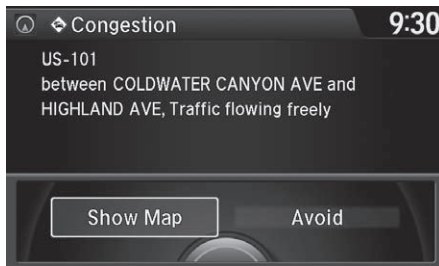 Congestion
9:30
US-101
between COLDWATER CANYON AVE and
HIGHLAND AVE, Traffic flowing freely
Show Map
Avoid